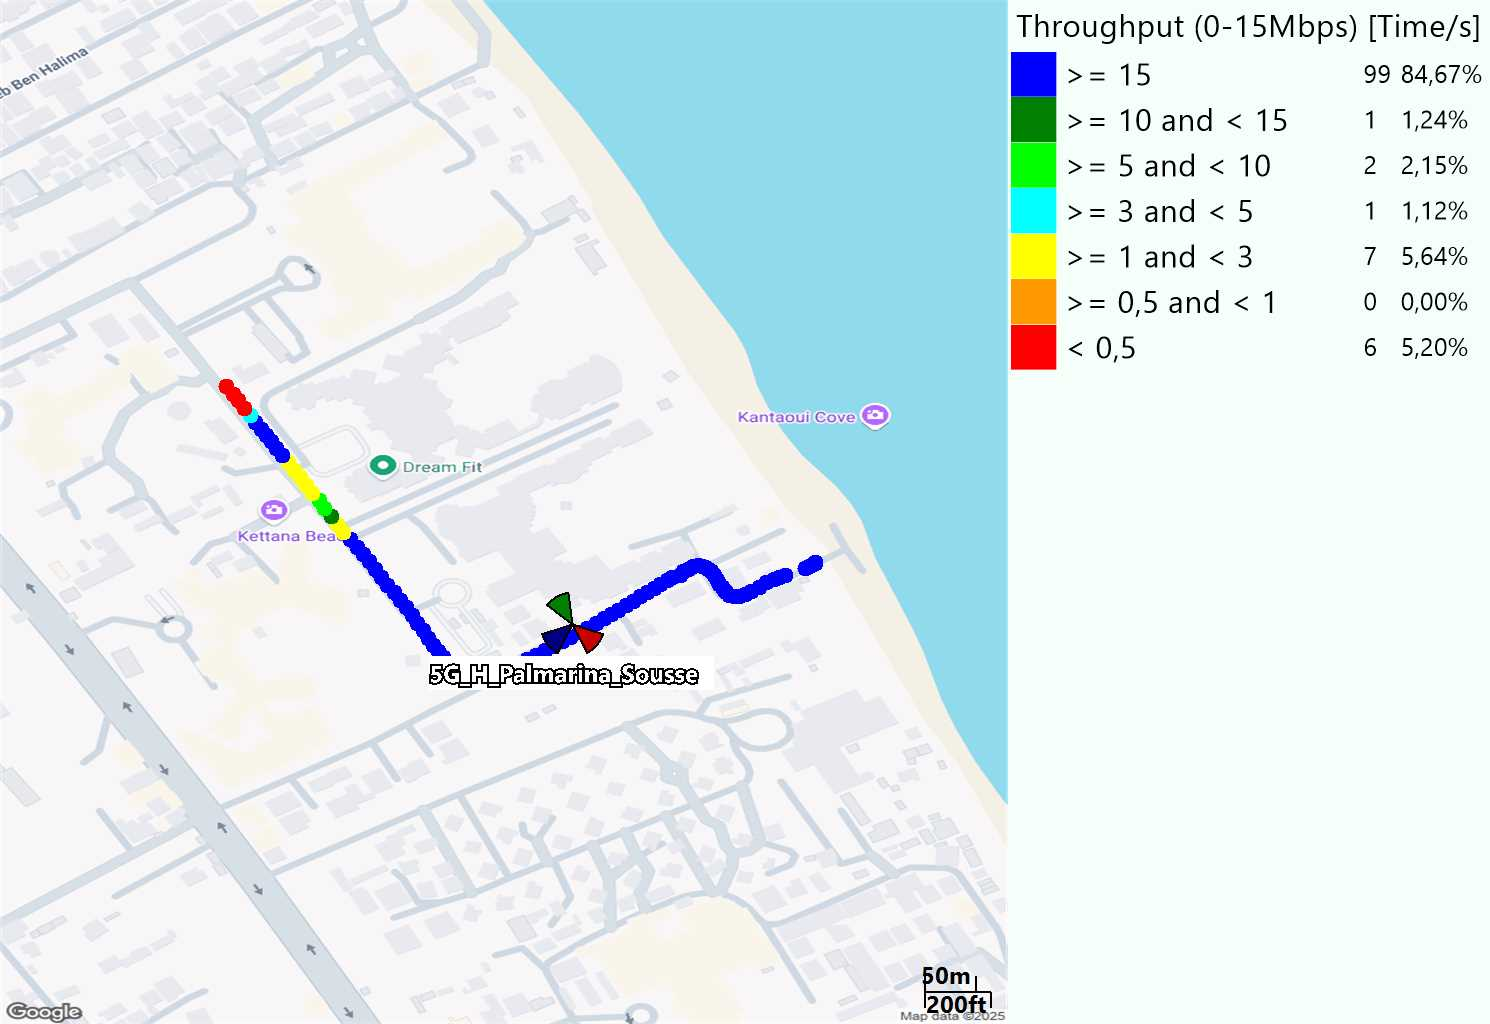 Throughput (0-15Mbps) [Time/s]
>= 15 99 84,67%
>= 10 and < 15 1 1,24%
>= 5 and < 10 2 2,15%
>= 3 and < 5 1 1,12%
>= 1 and < 3 7 5,64%
>= 0,5 and < 1 0 0,00%
< 0,5 6 5,20%
eb Ben Halima
Kantaoui Cove
Dream Fit
Kettana Bea
5G_H_Palmarina_Sousse
50m
200ft
Google
Map data ©2025